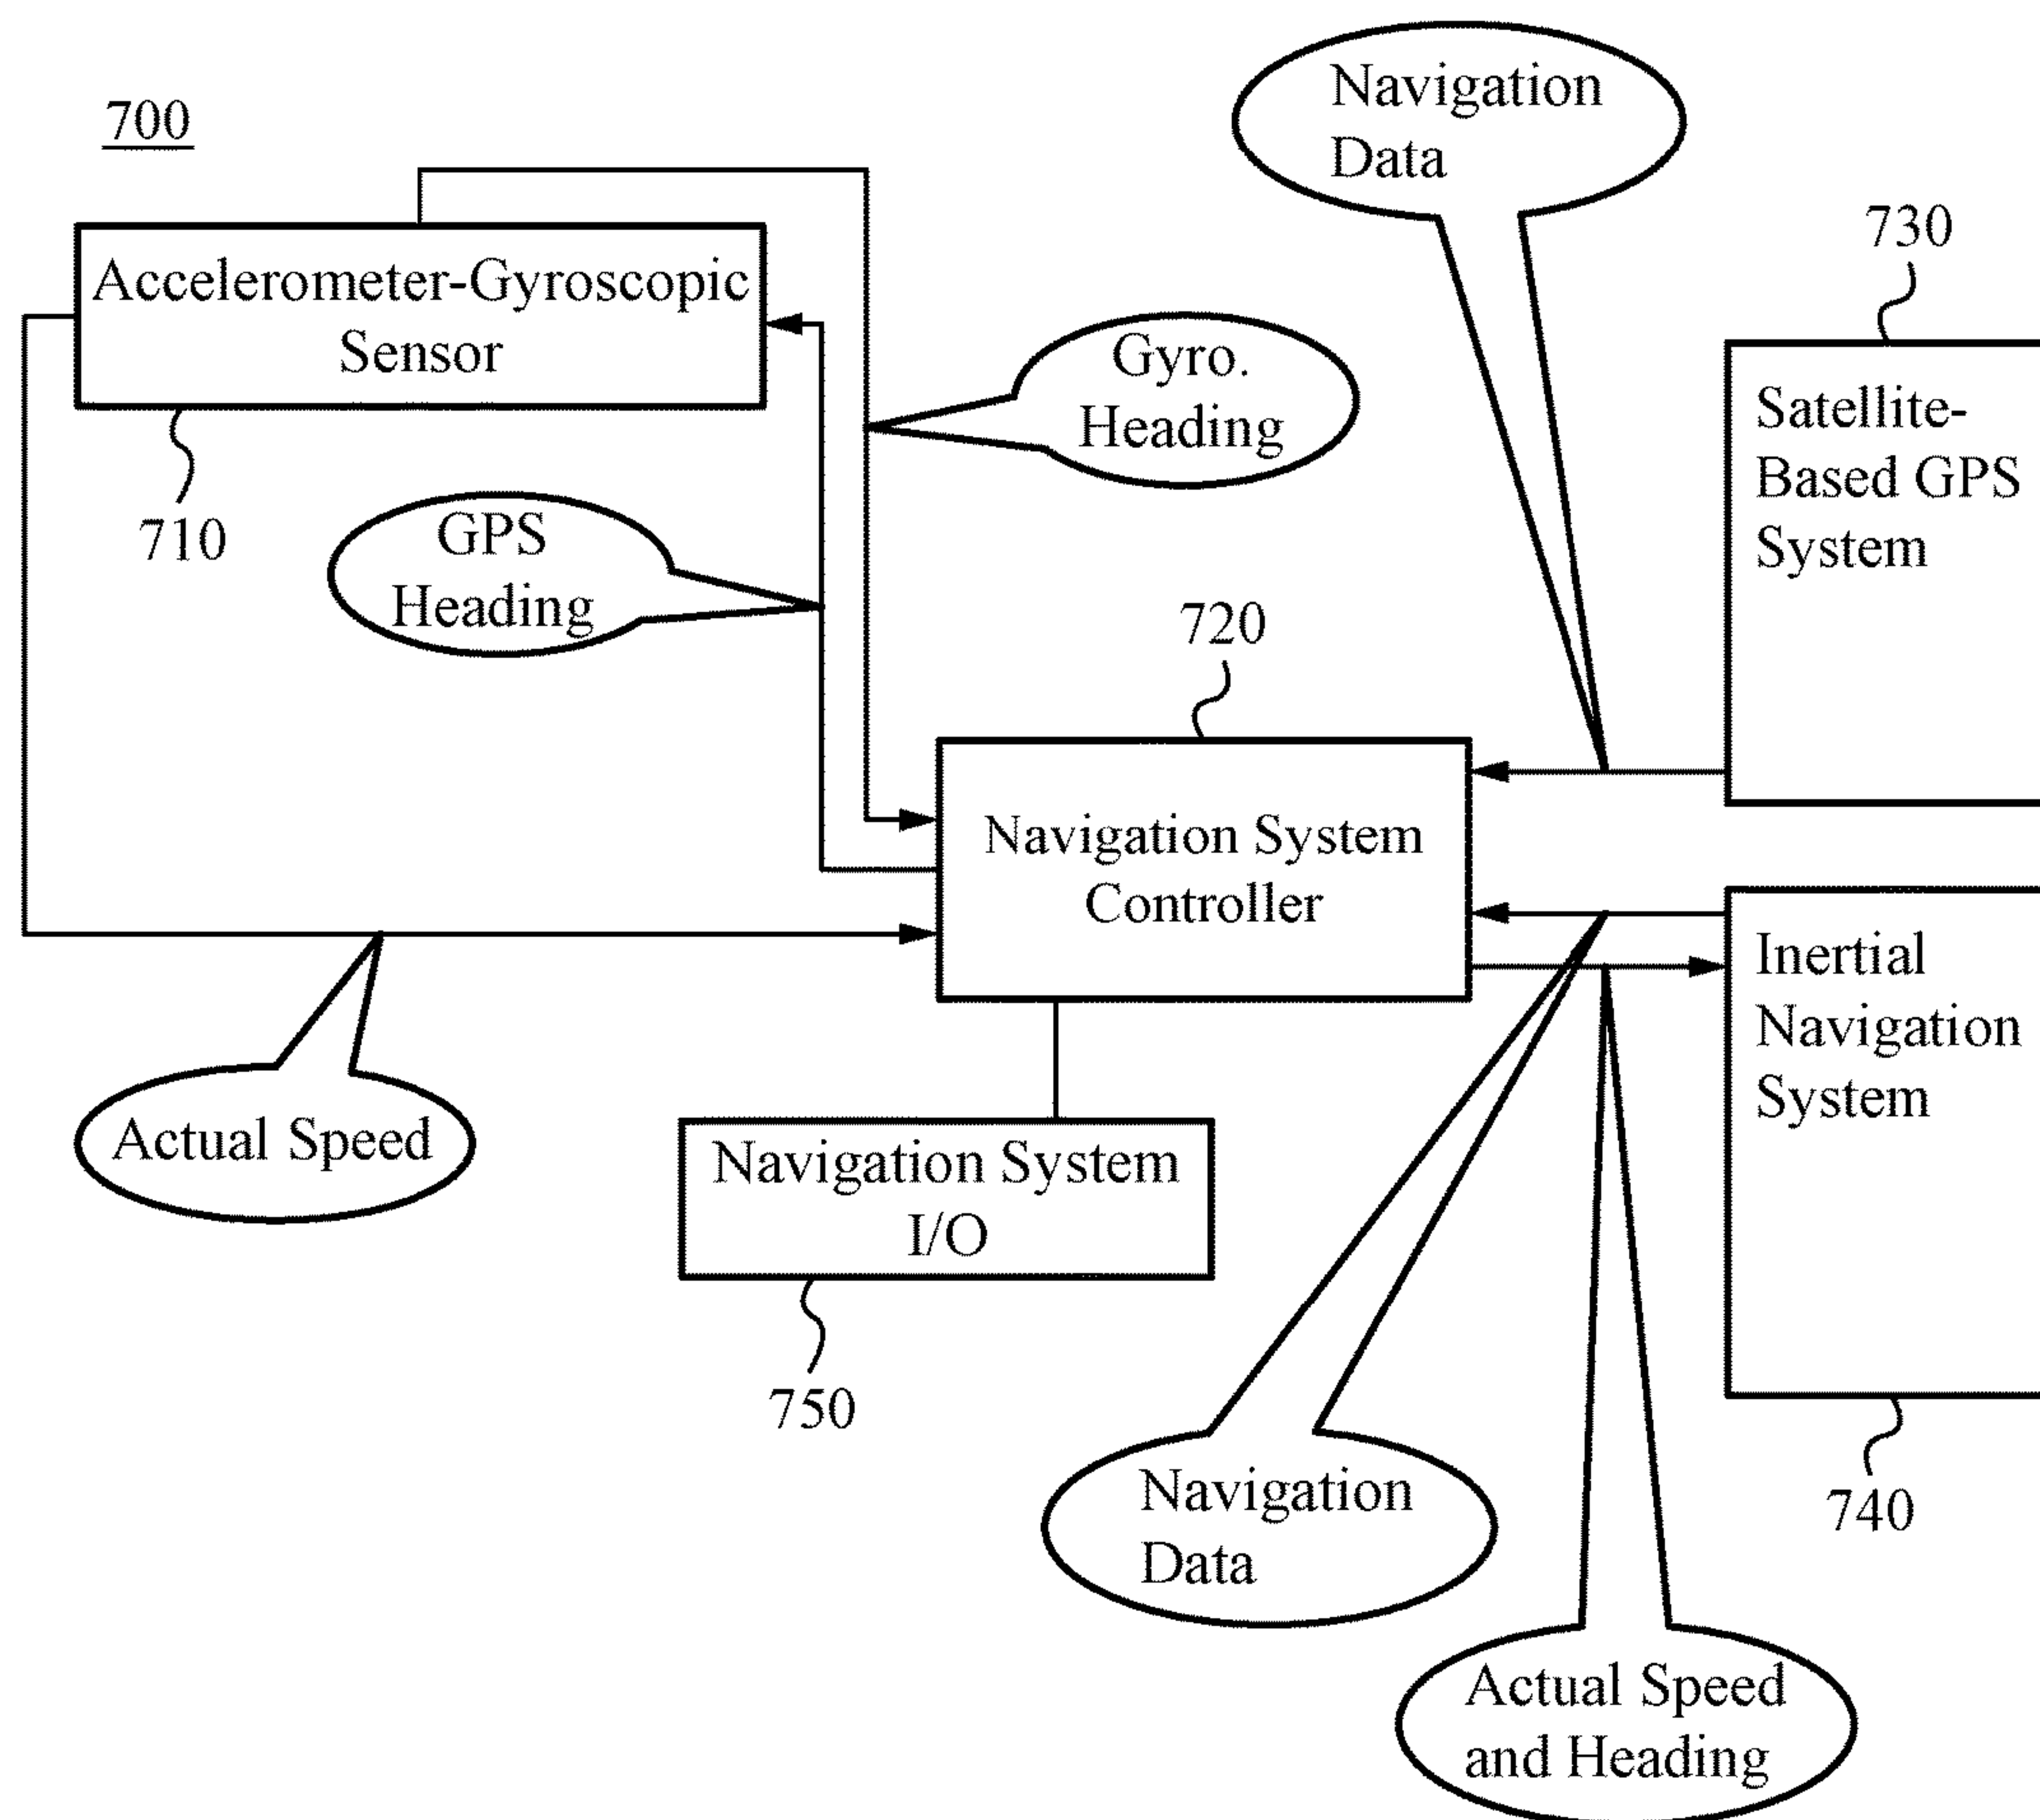 700
Navigation
Data
730
Accelerometer-Gyroscopic
Sensor
Gyro.
Heading
Satellite-
Based GPS
System
710
GPS
Heading
720
Navigation System
Controller
Inertial
Navigation
System
Actual Speed
Navigation System
I/O
750
Navigation
Data
740
Actual Speed
and Heading